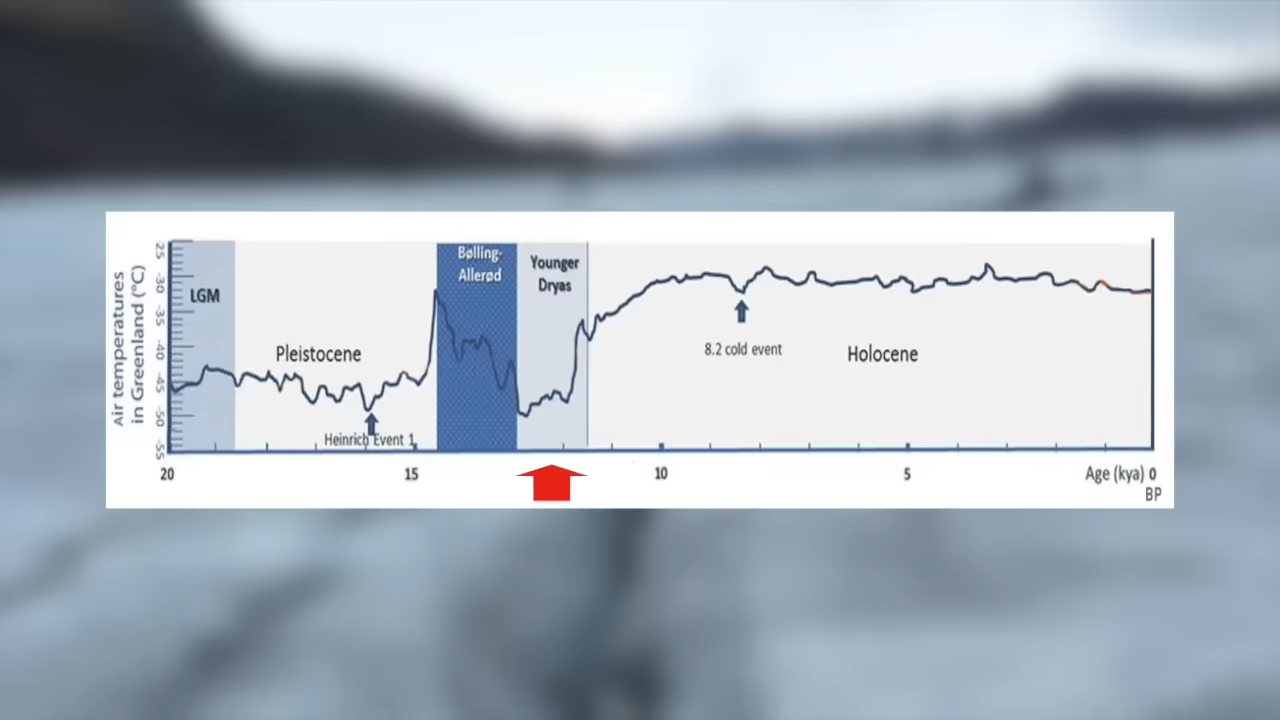 Air temperatures
in Greenland (°C)
25
-30
-35
-40
-45
-50
-55
LGM
Pleistocene
Heinrich Event 1
Bølling-
Allerød
Younger
Dryas
8.2 cold event
Holocene
20
15
10
5
Age (kya) 0
BP